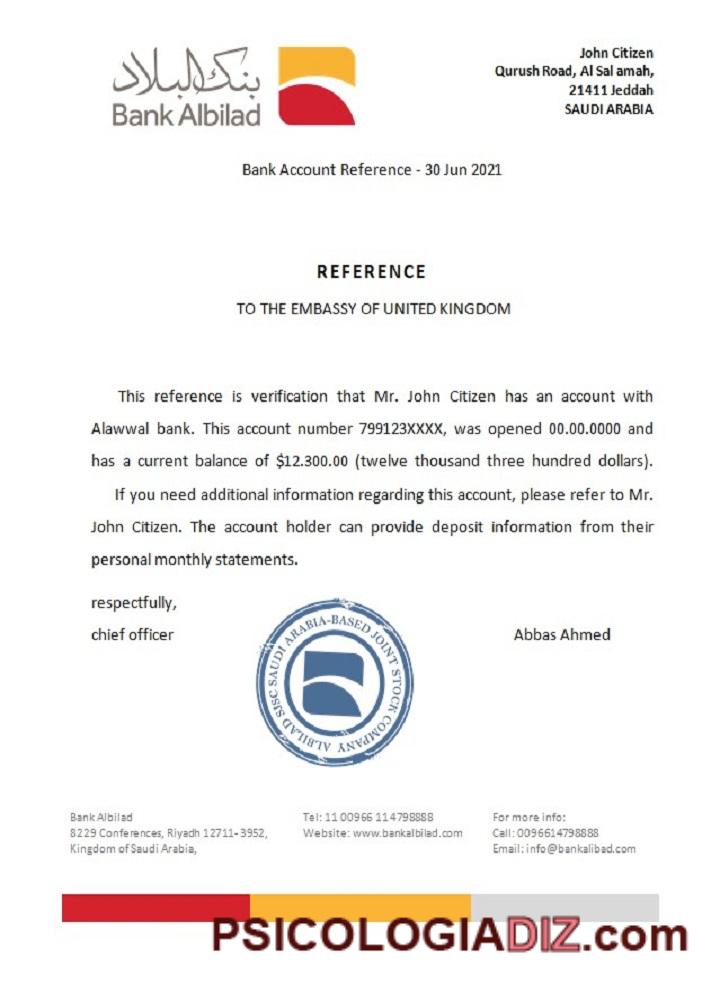 بنك البلاد
Bank Albilad
John Citizen
Qurush Road, Al Salamah,
21411 Jeddah
SAUDI ARABIA
Bank Account Reference - 30 Jun 2021
REFERENCE
TO THE EMBASSY OF UNITED KINGDOM
This reference is verification that Mr. John Citizen has an account with
Alawwal bank. This account number 799123XXXX, was opened 00.00.0000 and
has a current balance of $12.300.00 (twelve thousand three hundred dollars).
If you need additional information regarding this account, please refer to Mr.
John Citizen. The account holder can provide deposit information from their
personal monthly statements.
respectfully,
chief officer
Abbas Ahmed
ALBILAD SJSC SAUDI ARABIA-BASED JOINT STOCK COMPANY
Bank Albilad
8229 Conferences, Riyadh 12711-3952,
Kingdom of Saudi Arabia,
Tel: 11 00966 114798888
Website: www.bankalbilad.com
For more info:
Call: 0096614798888
Email: info@bankalibad.com
PSICOLOGIADIZ.com